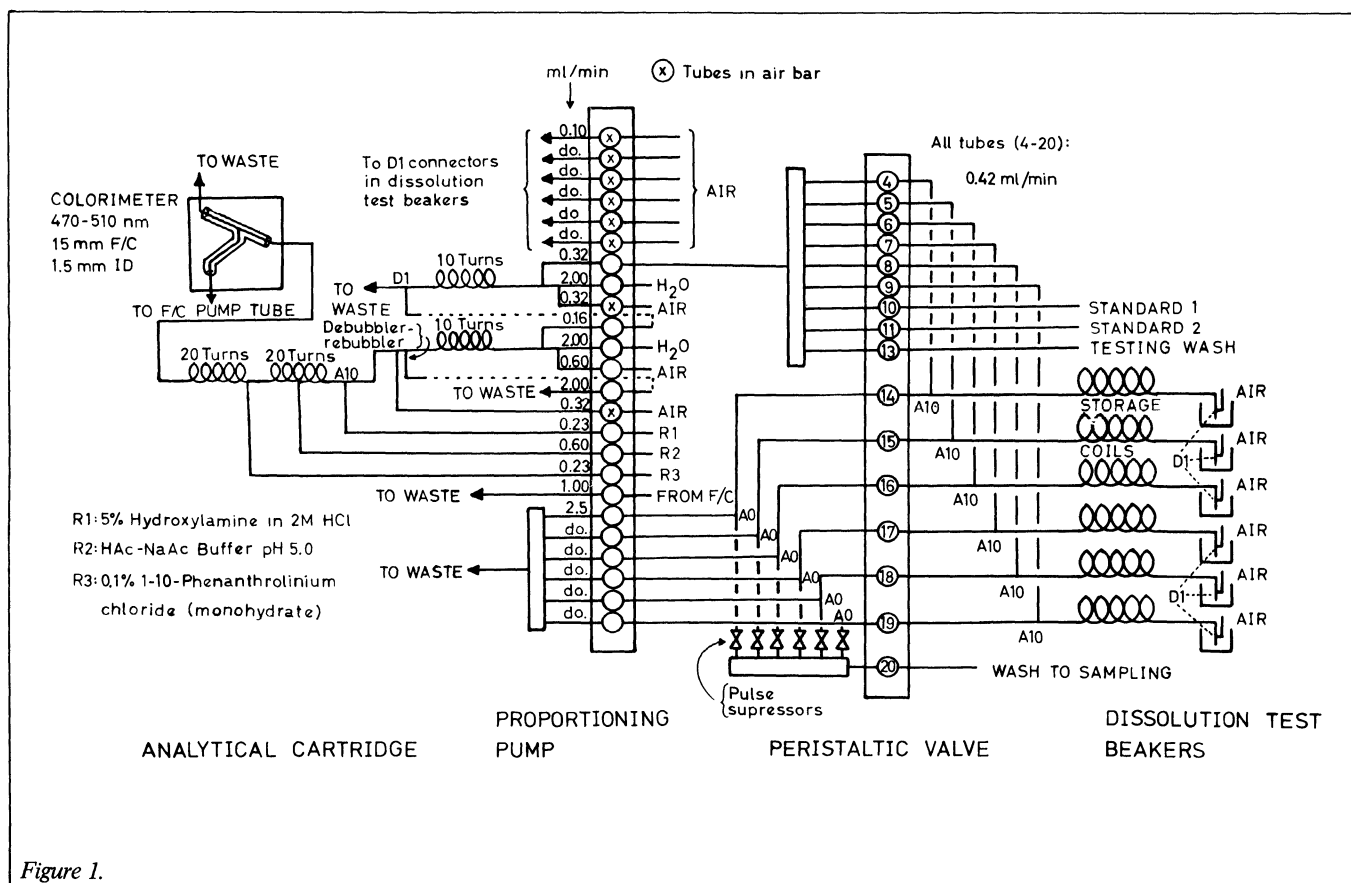 ml/min
ⓧ Tubes in air bar
0.10
do.
do.
do.
do
do.
To D1 connectors
in dissolution
test beakers
AIR
TO WASTE
COLORIMETER
470-510 nm
15 mm F/C
1.5 mm ID
TO F/C PUMP TUBE
0.32
2.00
0.32
0.16
2.00
0.60
2.00
0.32
0.23
0.60
0.23
1.00
2.5
do.
do.
do.
do.
do.
D1
10 Turns
TO
WASTE
Debubbler-
rebubbler
10 Turns
20 Turns
20 Turns
A10
TO WASTE
TO WASTE
TO WASTE
H2O
AIR
H2O
AIR
AIR
R1
R2
R3
FROM F/C
R1: 5% Hydroxylamine in 2M HCl
R2: HAc-NaAc Buffer pH 5.0
R3: 0,1% 1-10-Phenanthrolinium
chloride (monohydrate)
All tubes (4-20):
0.42 ml/min
4
5
6
7
8
9
10
11
13
14
15
16
17
18
19
20
STANDARD 1
STANDARD 2
TESTING WASH
A10
A10
A10
A10
A10
A10
A0
A0
A0
A0
A0
A0
STORAGE
COILS
AIR
AIR
AIR
AIR
AIR
AIR
D1
D1
WASH TO SAMPLING
Pulse
supressors
ANALYTICAL CARTRIDGE
PROPORTIONING
PUMP
PERISTALTIC VALVE
DISSOLUTION TEST
BEAKERS
Figure 1.